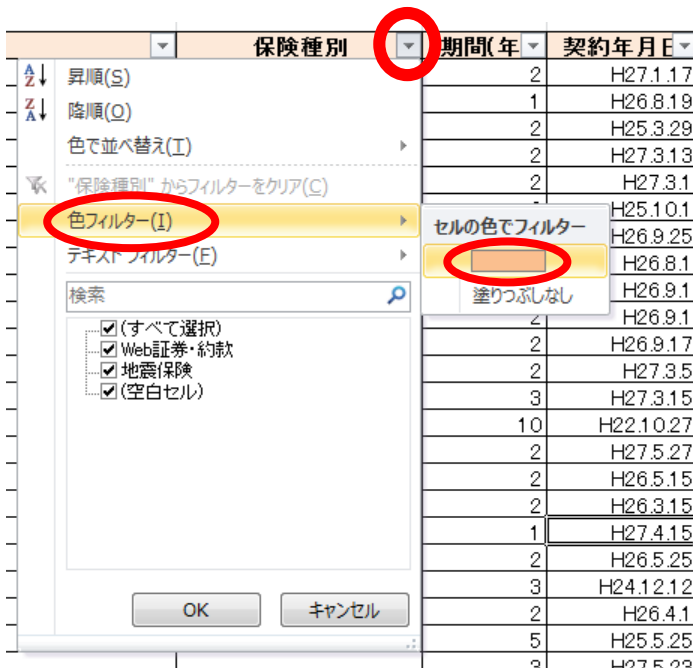 保険種別 期間(年 契約年月日
昇順(S)
降順(O)
色で並べ替え(T)
"保険種別" からフィルターをクリア(C)
色フィルター(I)
テキスト フィルター(F)
検索
(すべて選択)
Web証券・約款
地震保険
(空白セル)
OK キャンセル
セルの色でフィルター
塗りつぶしなし
2 H27.1.17
1 H26.8.19
2 H25.3.29
2 H27.3.13
2 H27.3.1
H25.10.1
H26.9.25
H26.8.1
H26.9.1
2 H26.9.1
2 H26.9.17
2 H27.3.5
3 H27.3.15
10 H22.10.27
2 H27.5.27
2 H26.5.15
2 H26.3.15
1 H27.4.15
2 H26.5.25
3 H24.12.12
2 H26.4.1
5 H25.5.25
3 H27.5.23